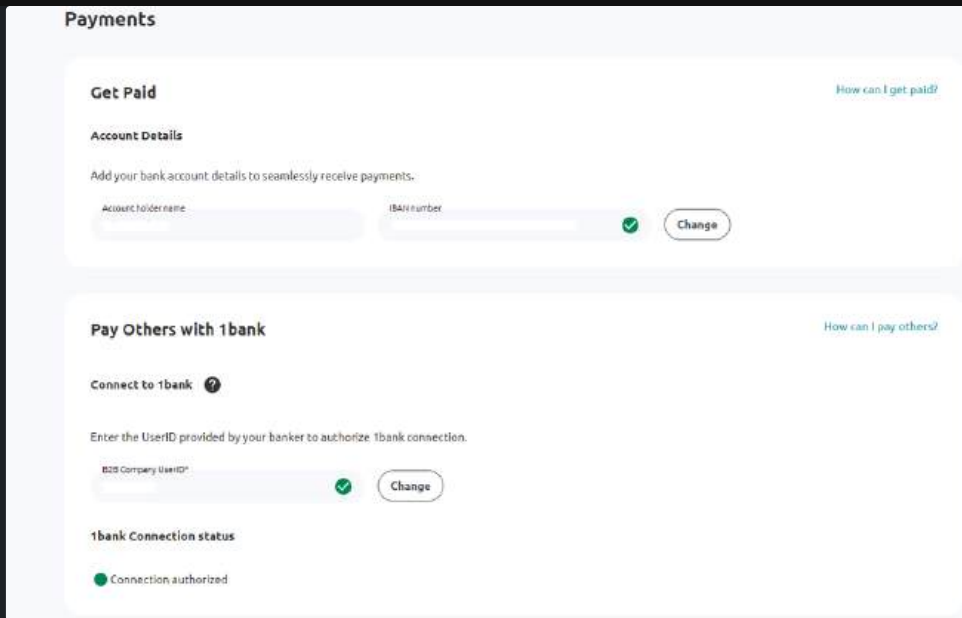 Payments
Get Paid
How can I get paid?
Account Details
Add your bank account details to seamlessly receive payments.
Account holder name
IBAN number
Change
Pay Others with 1bank
How can I pay others?
Connect to 1bank ?
Enter the UserID provided by your banker to authorize 1bank connection.
B2B Company UserID*
Change
1bank Connection status
Connection authorized